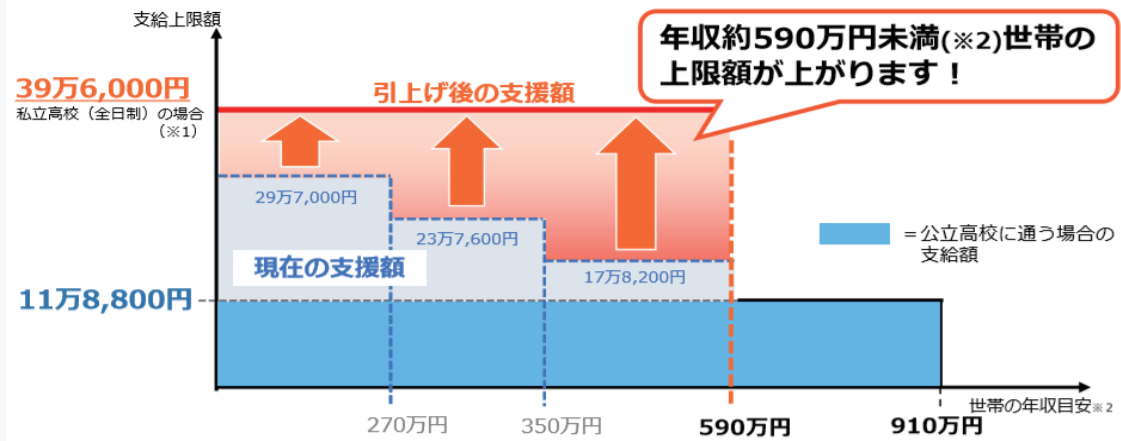 支給上限額
年収約590万円未満(※2)世帯の
上限額が上がります！
39万6,000円
私立高校（全日制）の場合
（※1）
引上げ後の支援額
29万7,000円
23万7,600円
17万8,200円
現在の支援額
＝公立高校に通う場合の
支給額
11万8,800円
270万円
350万円
590万円
910万円
世帯の年収目安※2